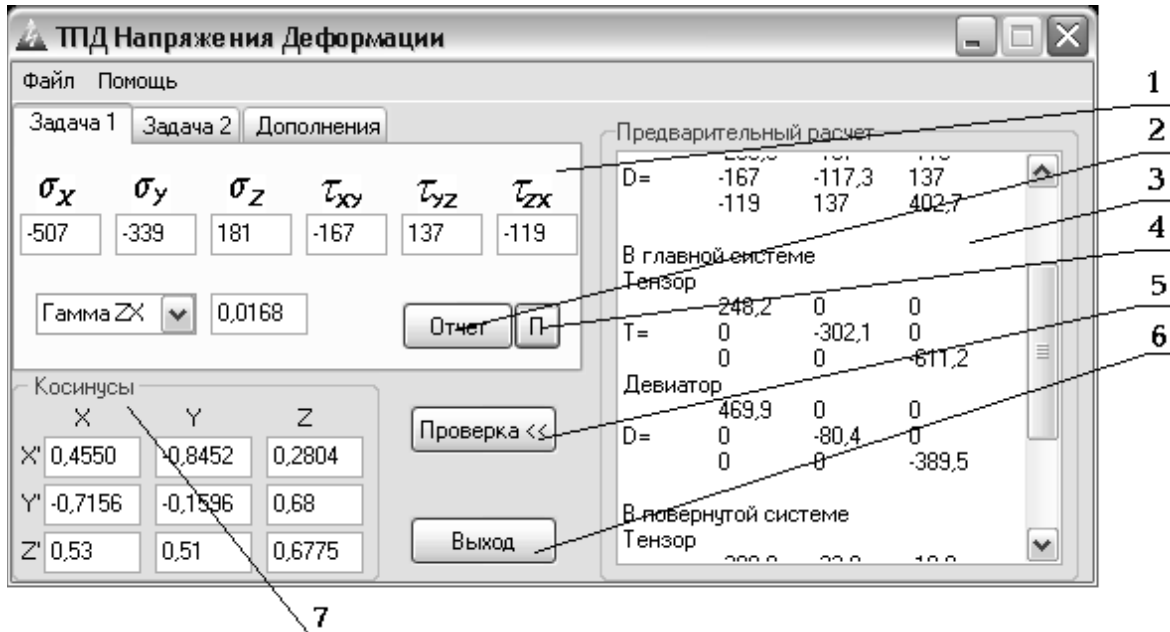 ТПД Напряжения Деформации
Файл Помощь
Задача 1 Задача 2 Дополнения
σX σY σZ τXY τYZ τZX
-507 -339 181 -167 137 -119
Гамма ZX 0,0168
Отчет П
Косинусы
X Y Z
X' 0,4550 -0,8452 0,2804
Y' -0,7156 -0,1596 0,68
Z' 0,53 0,51 0,6775
Проверка <<
Выход
Предварительный расчет
D= -167 -117,3 137
-119 137 402,7
В главной системе
Тензор
248,2 0 0
T= 0 -302,1 0
0 0 -611,2
Девиатор
469,9 0 0
D= 0 -80,4 0
0 0 -389,5
В повернутой системе
Тензор
1
2
3
4
5
6
7